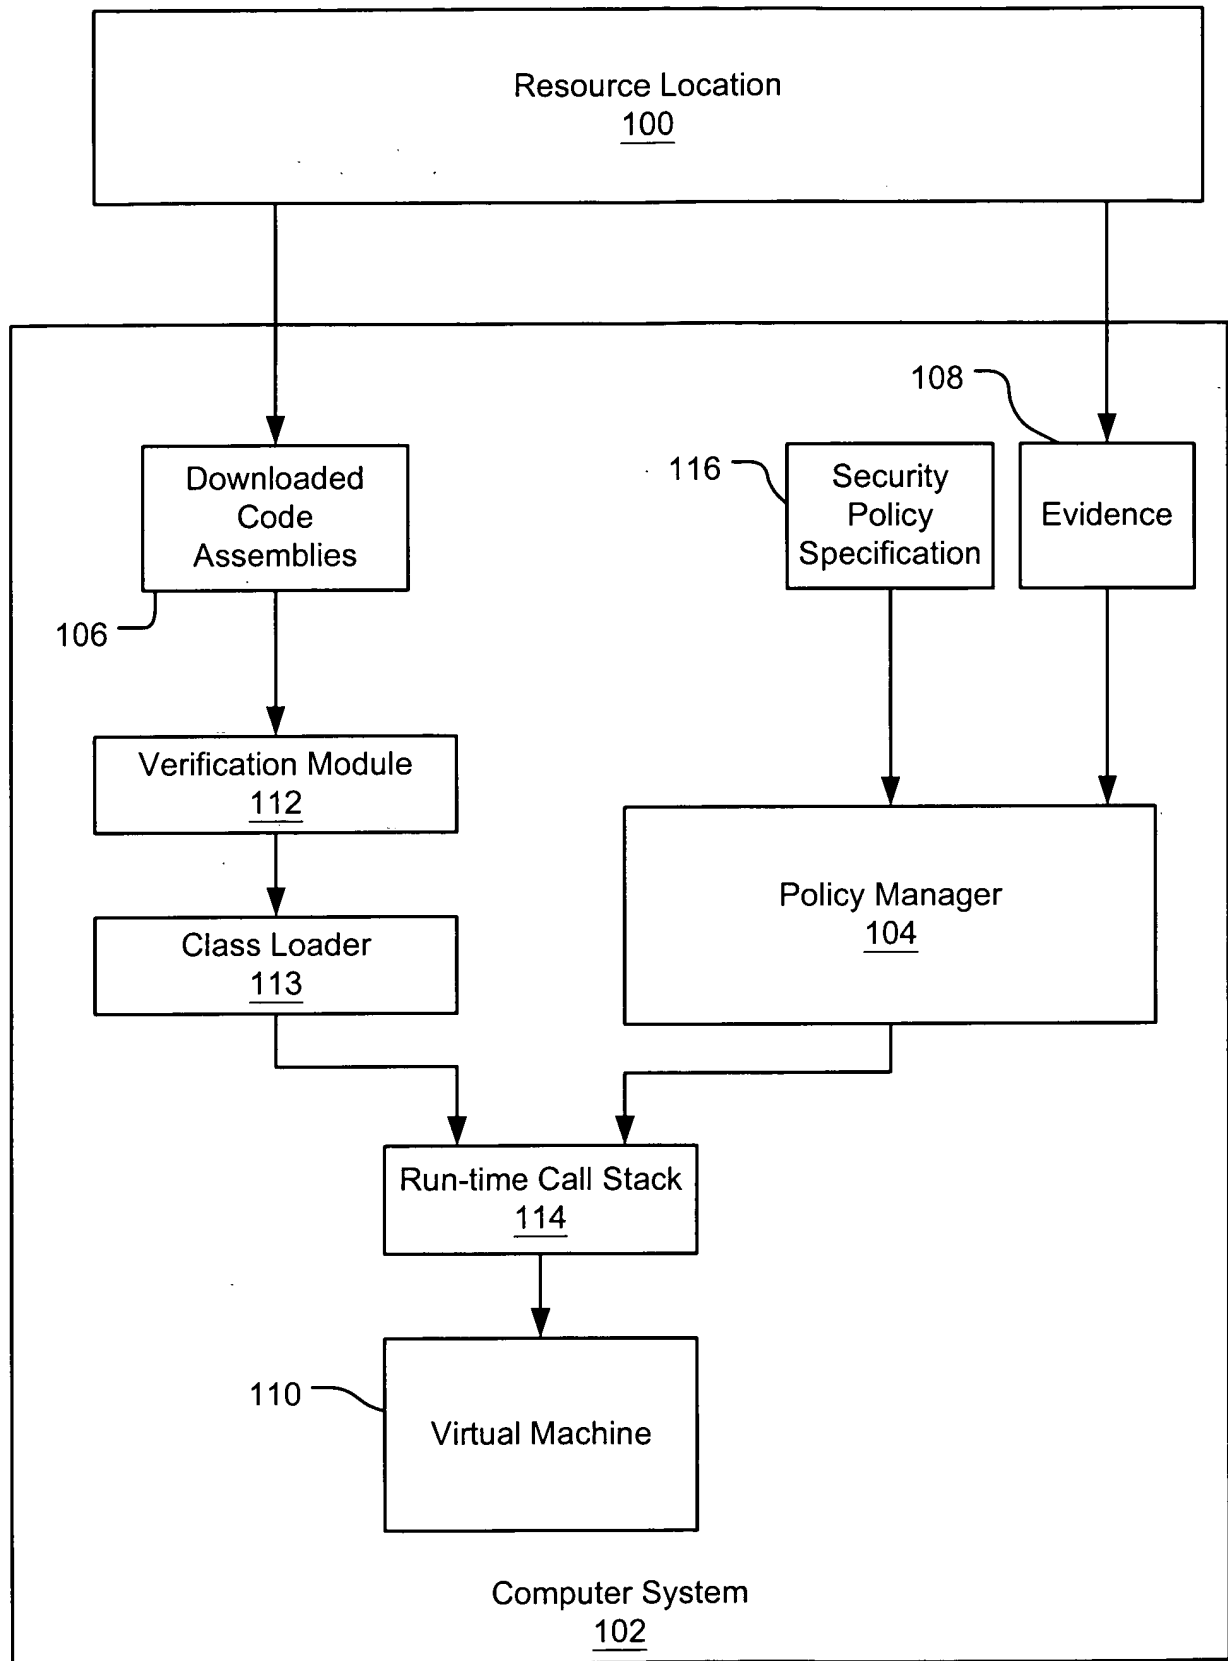 Resource Location
100
108
116
Downloaded
Code
Assemblies
Security
Policy
Specification
Evidence
106
Verification Module
112
Policy Manager
104
Class Loader
113
Run-time Call Stack
114
110
Virtual Machine
Computer System
102